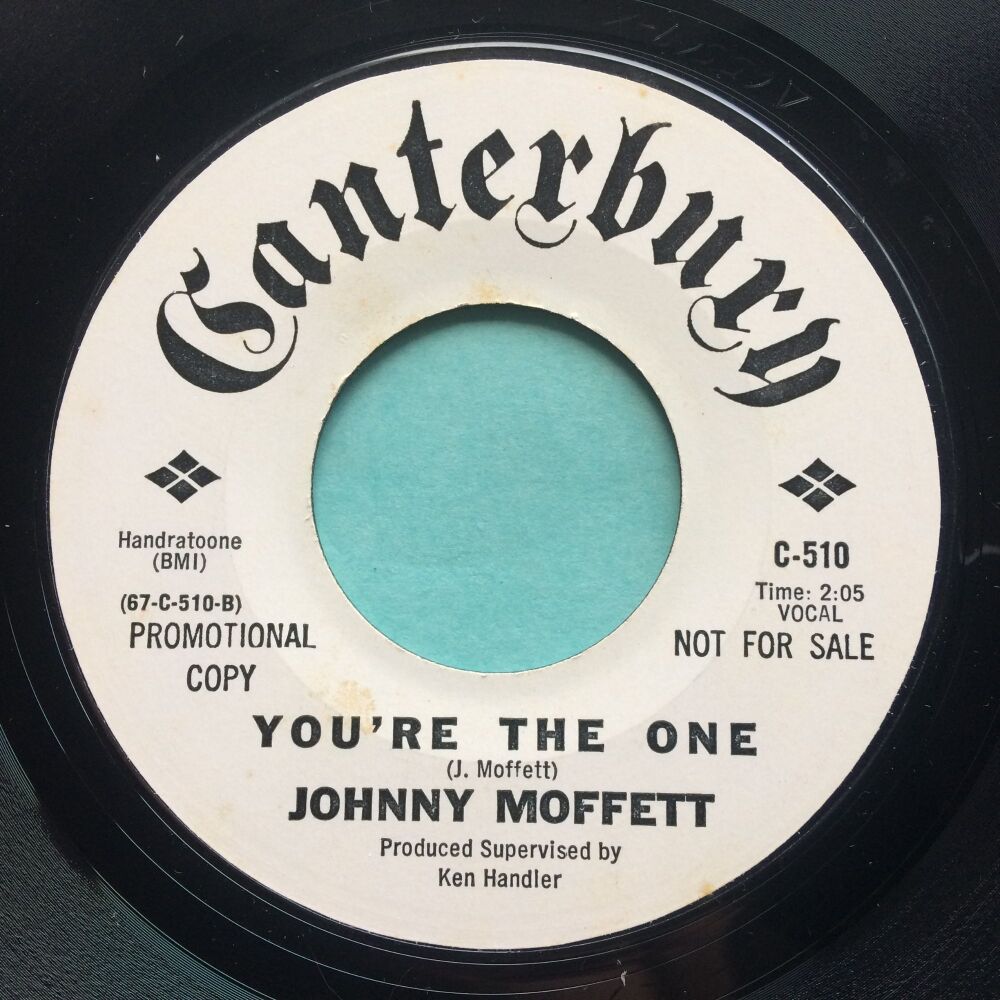 Canterbury
Handratoone
(BMI)
(67-C-510-B)
PROMOTIONAL
COPY
C-510
Time: 2:05
VOCAL
NOT FOR SALE
YOU'RE THE ONE
(J. Moffett)
JOHNNY MOFFETT
Produced Supervised by
Ken Handler